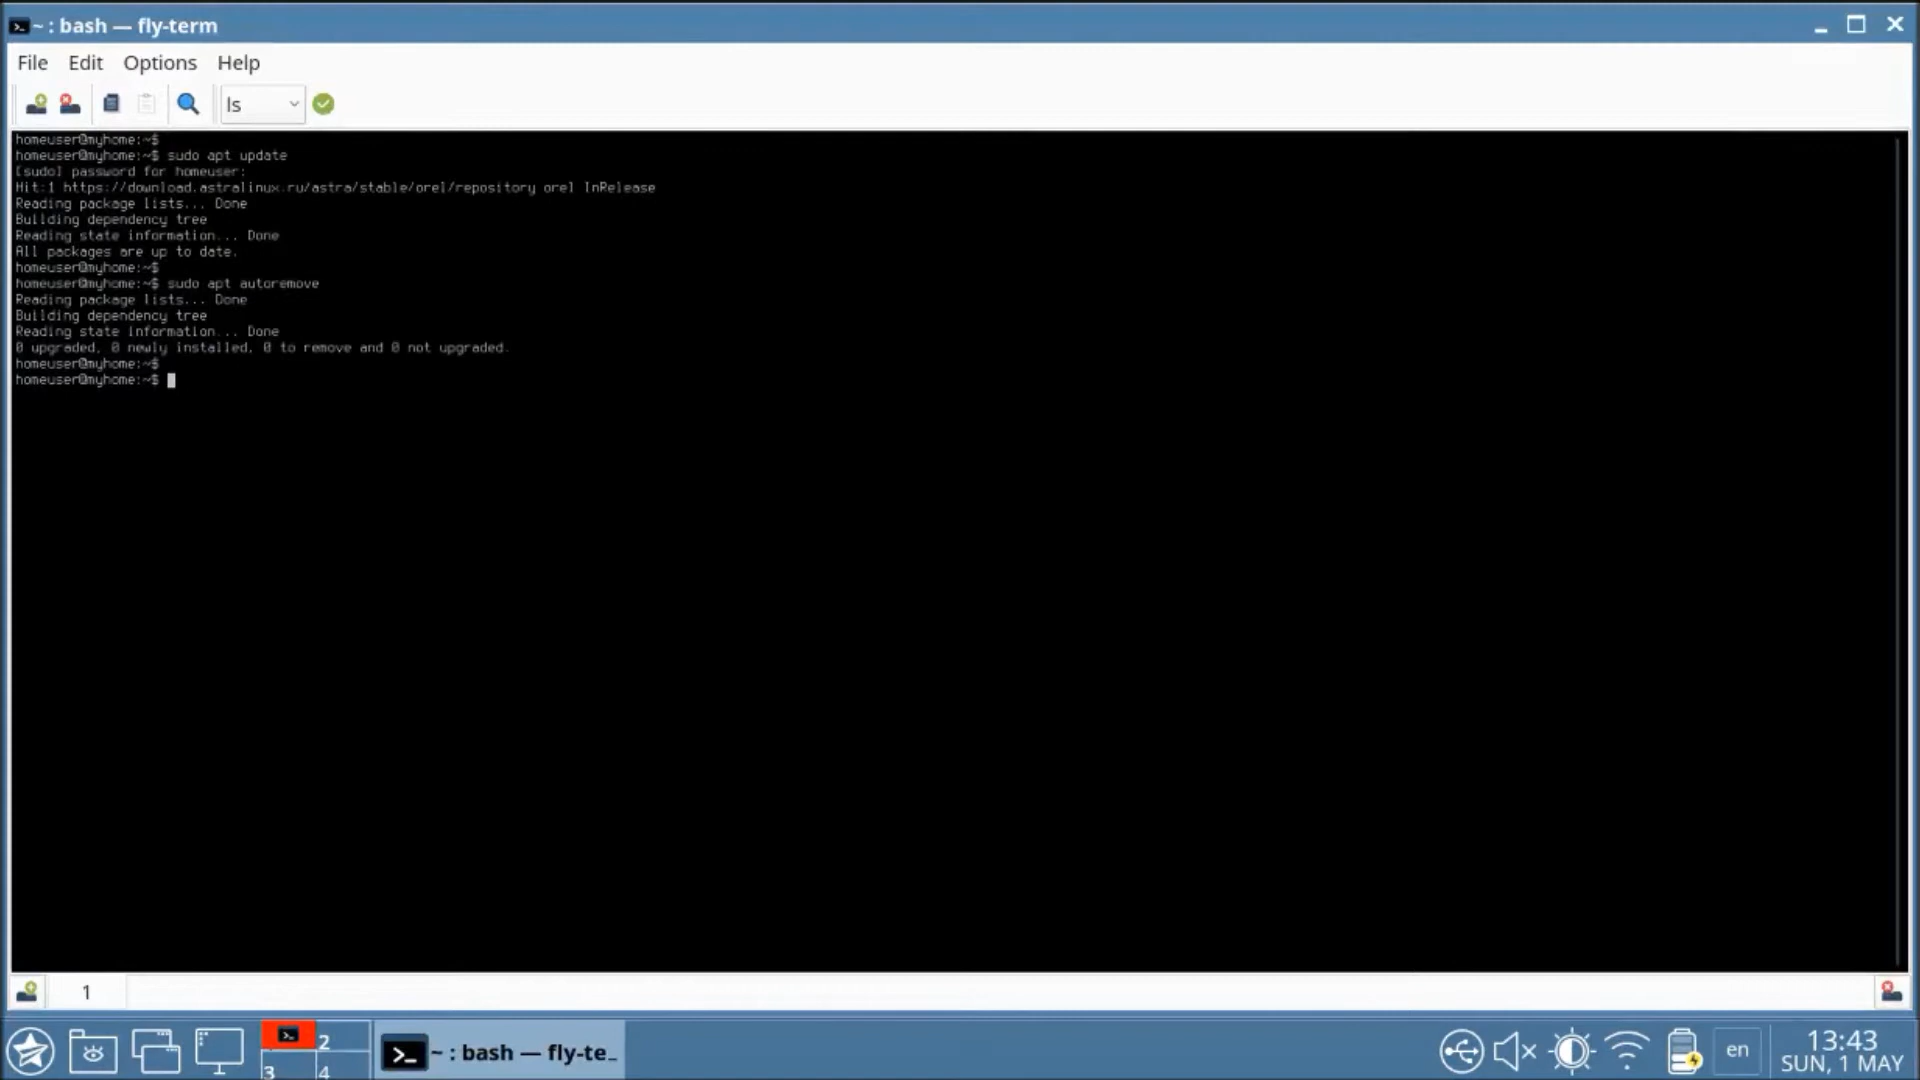 ~ : bash — fly-term
File Edit Options Help
ls
homeuser@myhome:~$
homeuser@myhome:~$ sudo apt update
[sudo] password for homeuser:
Hit:1 https://download.astralinux.ru/astra/stable/orel/repository orel InRelease
Reading package lists... Done
Building dependency tree
Reading state information... Done
All packages are up to date.
homeuser@myhome:~$
homeuser@myhome:~$ sudo apt autoremove
Reading package lists... Done
Building dependency tree
Reading state information... Done
0 upgraded, 0 newly installed, 0 to remove and 0 not upgraded.
homeuser@myhome:~$
homeuser@myhome:~$
1
2
3 4
~ : bash — fly-te_
en
13:43
SUN, 1 MAY